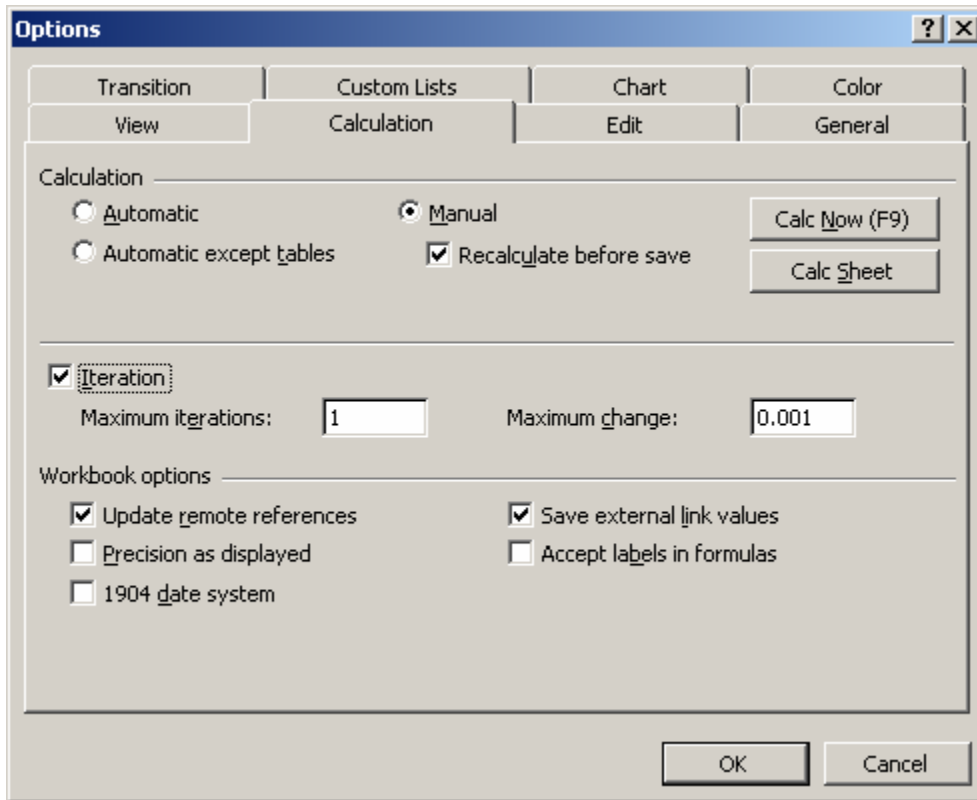 Options
Transition Custom Lists Chart Color
View Calculation Edit General
Calculation
Automatic Manual Calc Now (F9)
Automatic except tables Recalculate before save Calc Sheet
Iteration
Maximum iterations: 1 Maximum change: 0.001
Workbook options
Update remote references Save external link values
Precision as displayed Accept labels in formulas
1904 date system
OK Cancel